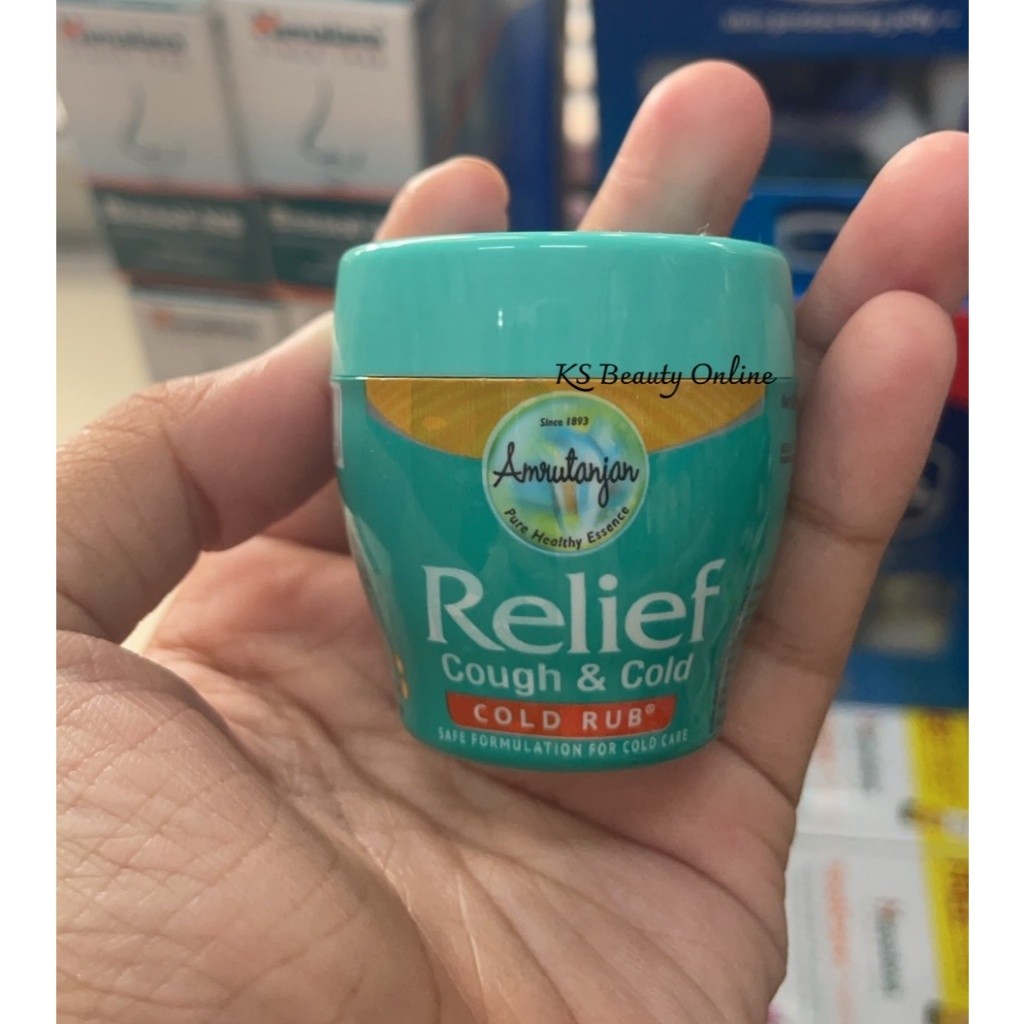 KS Beauty Online
Since 1893
Amrutanjan
Pure Healthy Essence
Relief
Cough & Cold
COLD RUB®
SAFE FORMULATION FOR COLD CARE